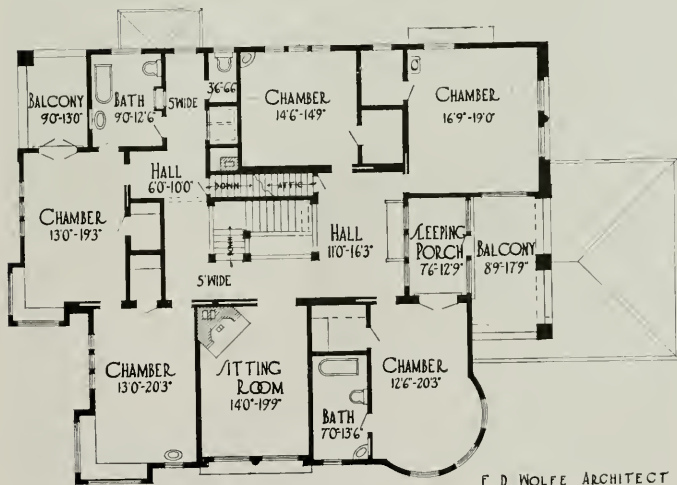 BALCONY
9'0"-13'0"
BATH
9'0"-12'6"
5' WIDE
3'6"-6'6"
CHAMBER
14'6"-14'9"
CHAMBER
16'9"-19'0"
HALL
6'0"-10'0"
DOWN
ATTIC
CHAMBER
13'0"-19'3"
DOWN
HALL
11'0"-16'3"
SLEEPING
PORCH
7'6"-12'9"
BALCONY
8'9"-17'9"
5' WIDE
CHAMBER
13'0"-20'3"
SITTING
ROOM
14'0"-19'9"
CHAMBER
12'6"-20'3"
BATH
7'0"-13'6"
F. D. WOLFE ARCHITECT